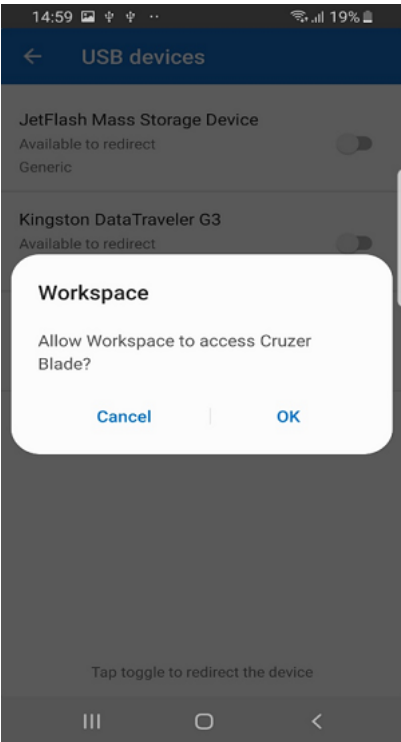 14:59 19%
USB devices
JetFlash Mass Storage Device
Available to redirect
Generic
Kingston DataTraveler G3
Available to redirect
Workspace
Allow Workspace to access Cruzer
Blade?
Cancel OK
Tap toggle to redirect the device